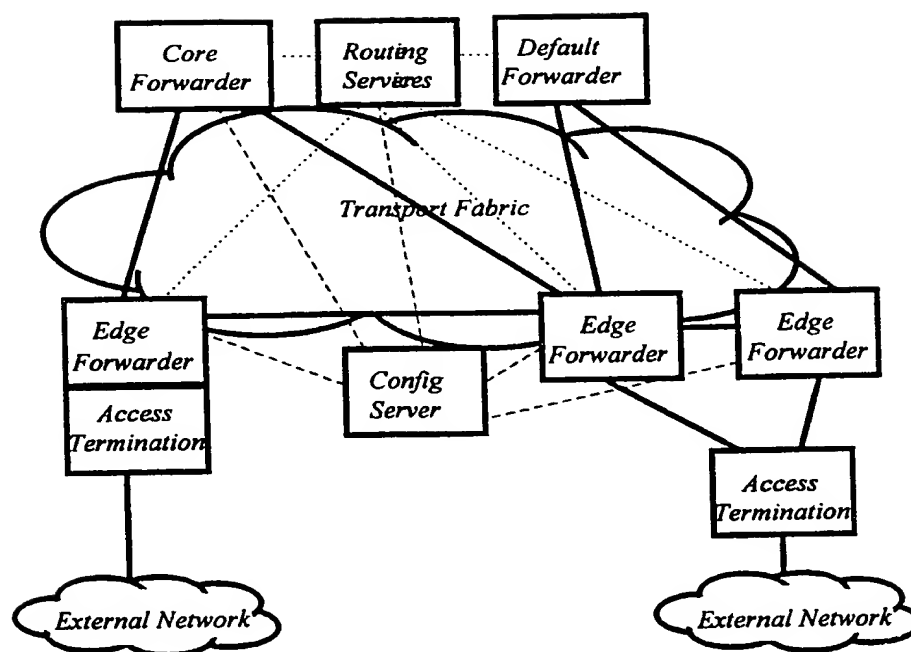 Core
Forwarder
Routing
Services
Default
Forwarder
Transport Fabric
Edge
Forwarder
Edge
Forwarder
Edge
Forwarder
Config
Server
Access
Termination
Access
Termination
External Network
External Network